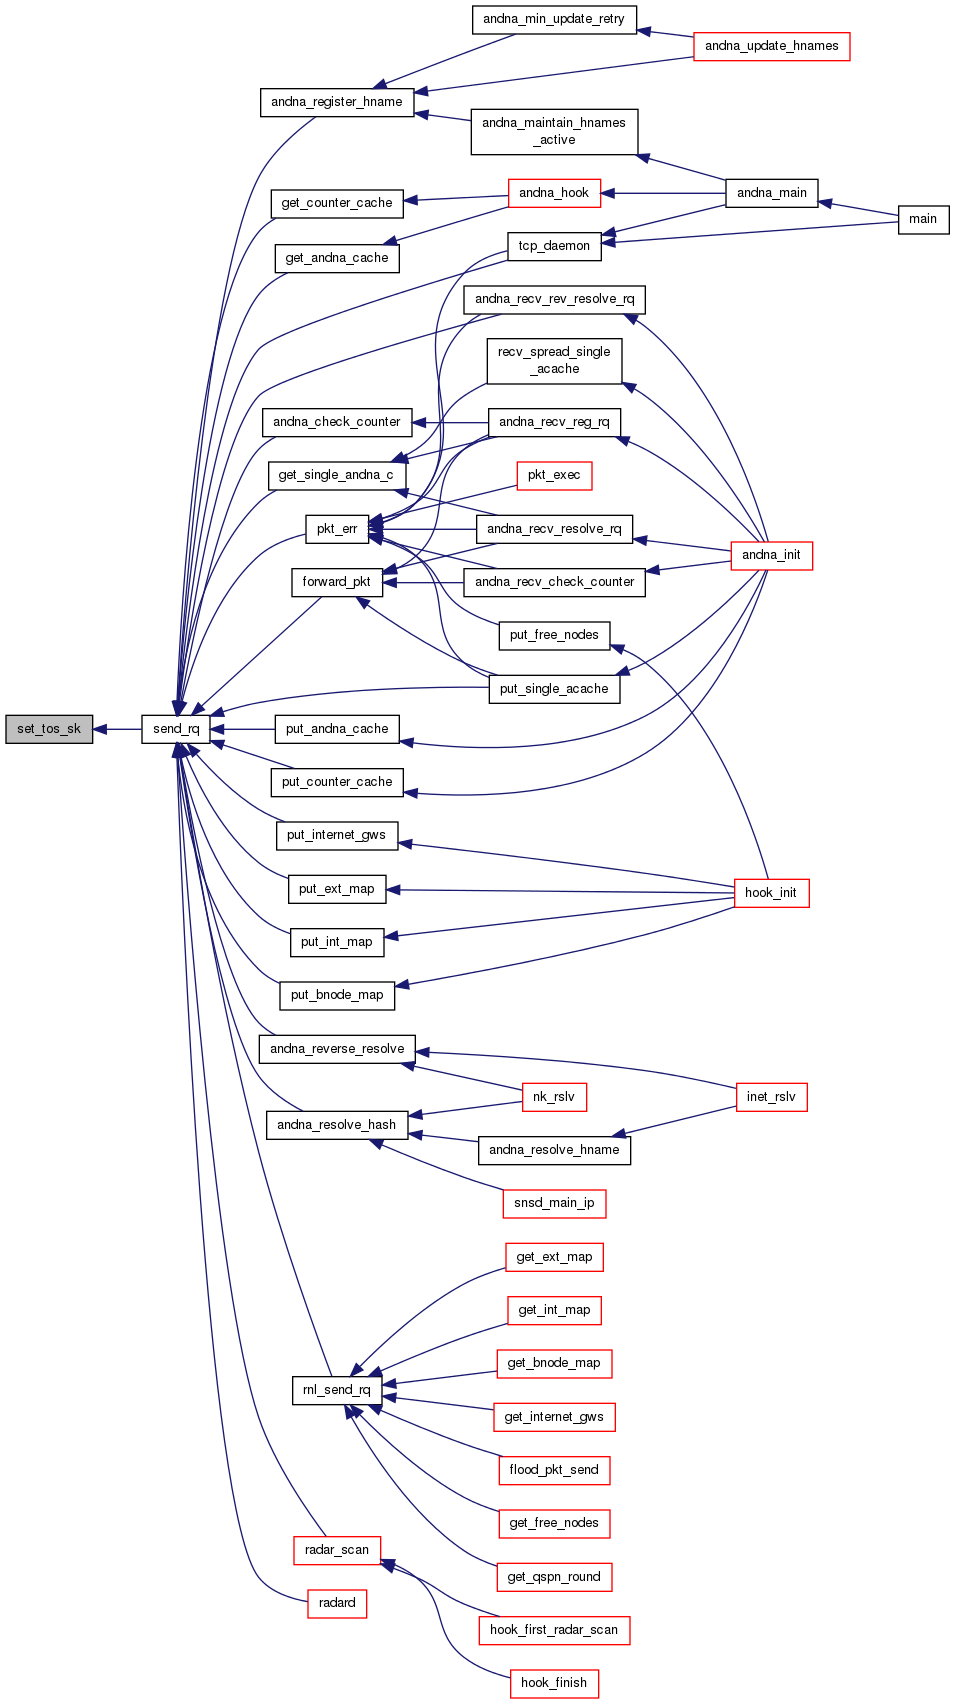 andna_min_update_retry
andna_update_hnames
andna_register_hname
andna_maintain_hnames
_active
andna_hook
andna_main
get_counter_cache
main
tcp_daemon
get_andna_cache
andna_recv_rev_resolve_rq
recv_spread_single
_acache
andna_check_counter
andna_recv_reg_rq
get_single_andna_c
pkt_exec
pkt_err
andna_recv_resolve_rq
andna_init
forward_pkt
andna_recv_check_counter
put_free_nodes
put_single_acache
set_tos_sk
send_rq
put_andna_cache
put_counter_cache
put_internet_gws
put_ext_map
hook_init
put_int_map
put_bnode_map
andna_reverse_resolve
nk_rslv
inet_rslv
andna_resolve_hash
andna_resolve_hname
snsd_main_ip
get_ext_map
get_int_map
get_bnode_map
rnl_send_rq
get_internet_gws
flood_pkt_send
get_free_nodes
radar_scan
get_qspn_round
radard
hook_first_radar_scan
hook_finish